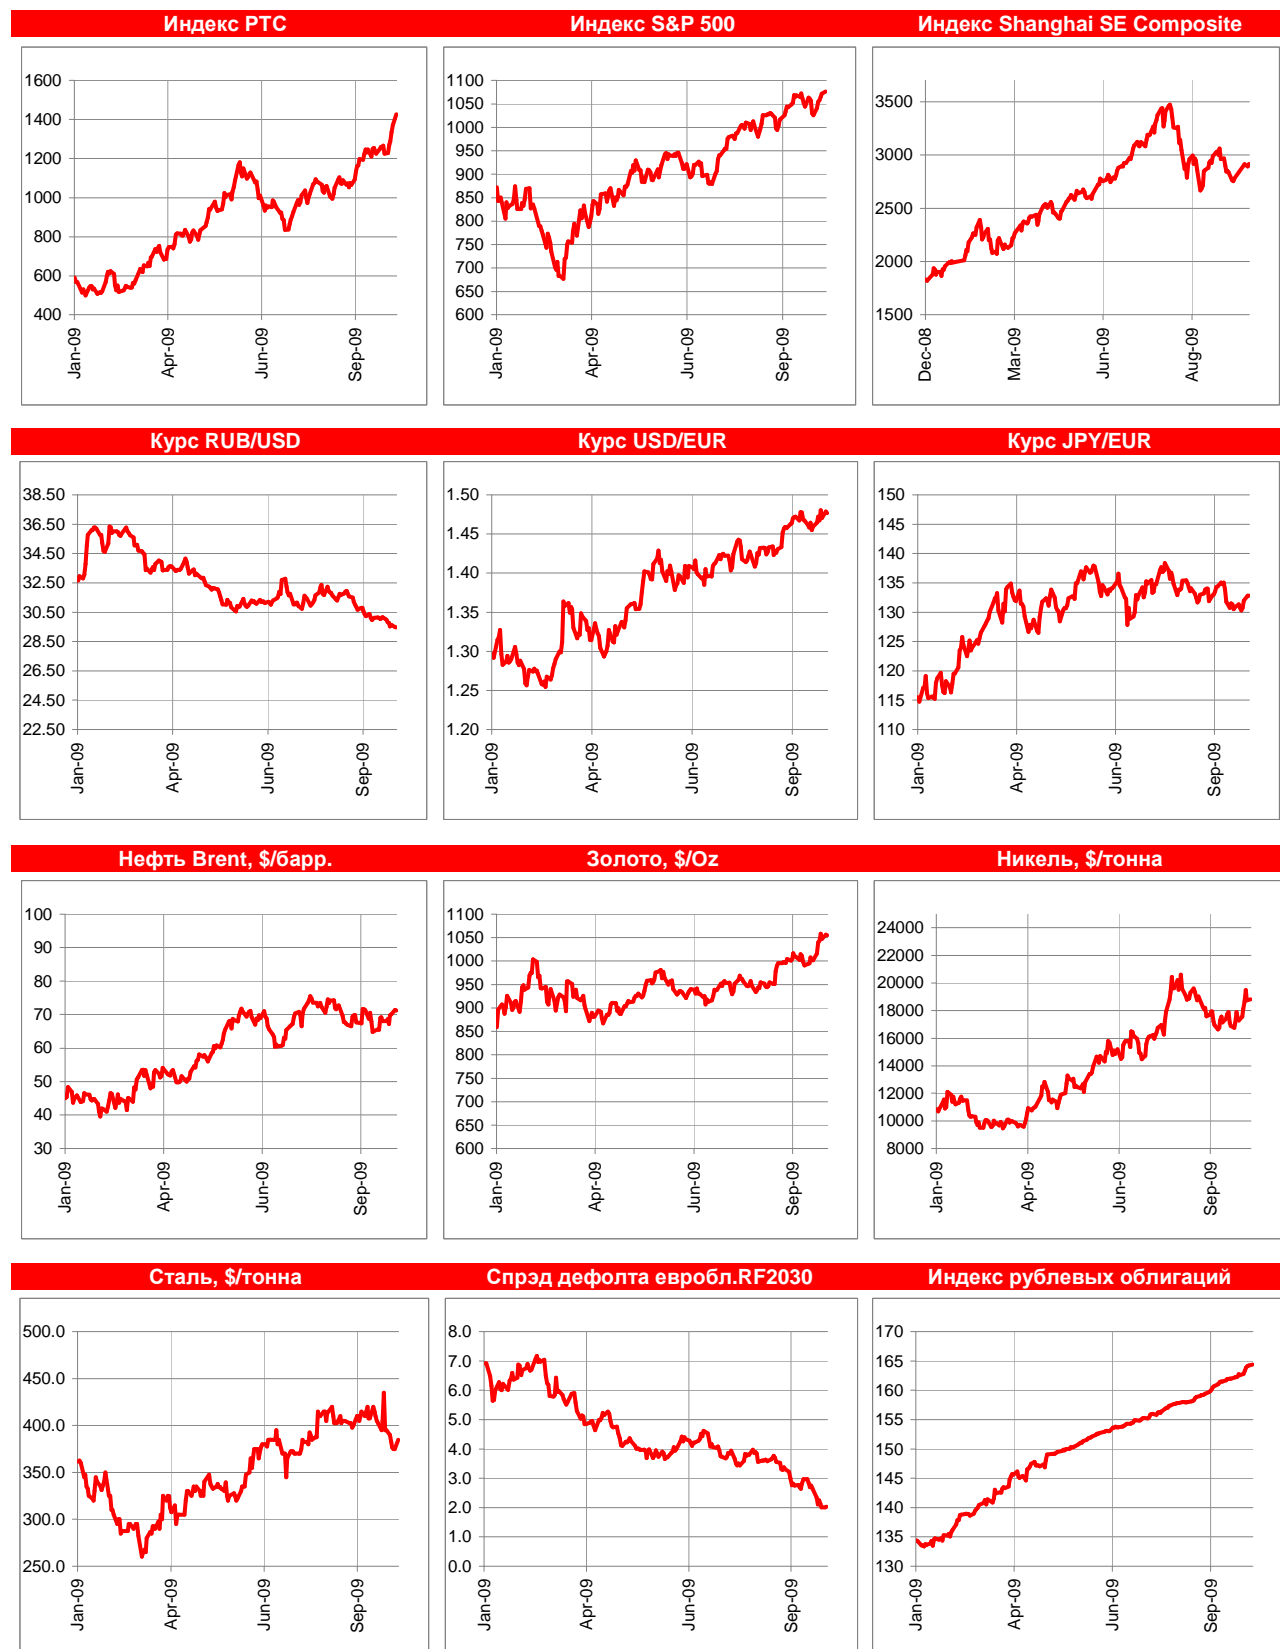 Индекс РТС
1600
1400
1200
1000
800
600
400
Jan-09
Apr-09
Jun-09
Sep-09
Индекс S&P 500
1100
1050
1000
950
900
850
800
750
700
650
600
Jan-09
Apr-09
Jun-09
Sep-09
Индекс Shanghai SE Composite
3500
3000
2500
2000
1500
Dec-08
Mar-09
Jun-09
Aug-09
Курс RUB/USD
38.50
36.50
34.50
32.50
30.50
28.50
26.50
24.50
22.50
Jan-09
Apr-09
Jun-09
Sep-09
Курс USD/EUR
1.50
1.45
1.40
1.35
1.30
1.25
1.20
Jan-09
Apr-09
Jun-09
Sep-09
Курс JPY/EUR
150
145
140
135
130
125
120
115
110
Jan-09
Apr-09
Jun-09
Sep-09
Нефть Brent, $/барр.
100
90
80
70
60
50
40
30
Jan-09
Apr-09
Jun-09
Sep-09
Золото, $/Oz
1100
1050
1000
950
900
850
800
750
700
650
600
Jan-09
Apr-09
Jun-09
Sep-09
Никель, $/тонна
24000
22000
20000
18000
16000
14000
12000
10000
8000
Jan-09
Apr-09
Jun-09
Sep-09
Сталь, $/тонна
500.0
450.0
400.0
350.0
300.0
250.0
Jan-09
Apr-09
Jun-09
Sep-09
Спрэд дефолта евробл.RF2030
8.0
7.0
6.0
5.0
4.0
3.0
2.0
1.0
0.0
Jan-09
Apr-09
Jun-09
Sep-09
Индекс рублевых облигаций
170
165
160
155
150
145
140
135
130
Jan-09
Apr-09
Jun-09
Sep-09